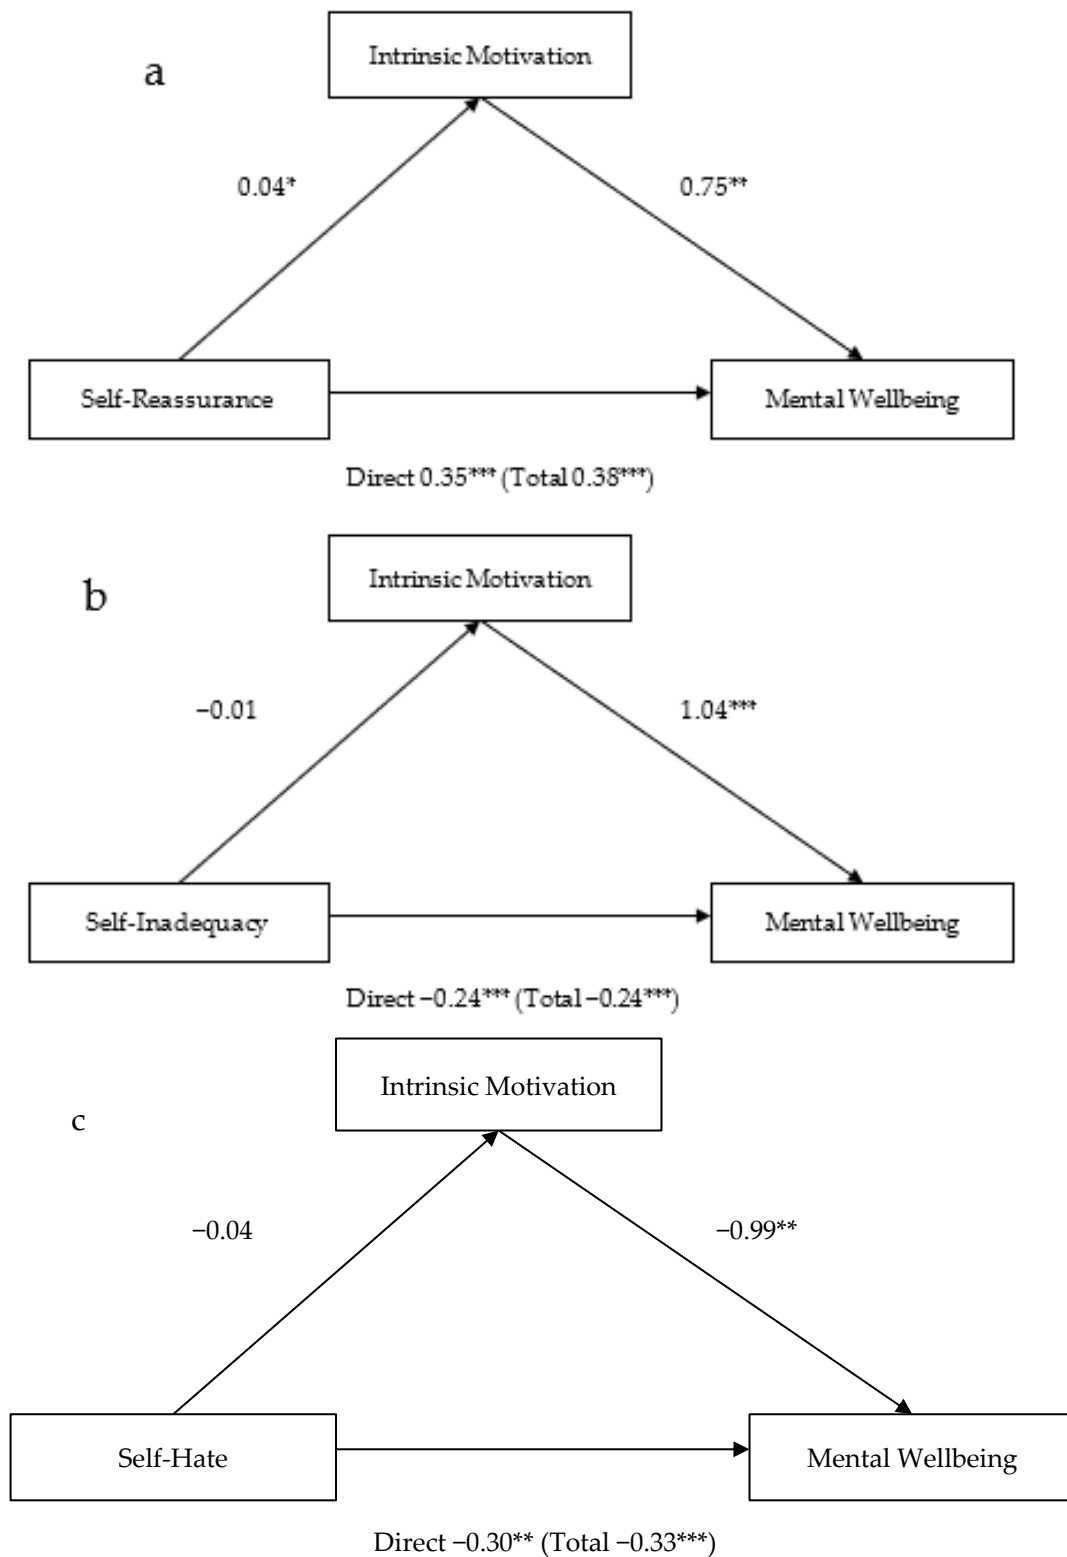 a
Intrinsic Motivation
0.04*
0.75**
Self-Reassurance
Mental Wellbeing
Direct 0.35*** (Total 0.38***)
b
Intrinsic Motivation
−0.01
1.04***
Self-Inadequacy
Mental Wellbeing
Direct −0.24*** (Total −0.24***)
c
Intrinsic Motivation
−0.04
−0.99**
Self-Hate
Mental Wellbeing
Direct −0.30** (Total −0.33***)